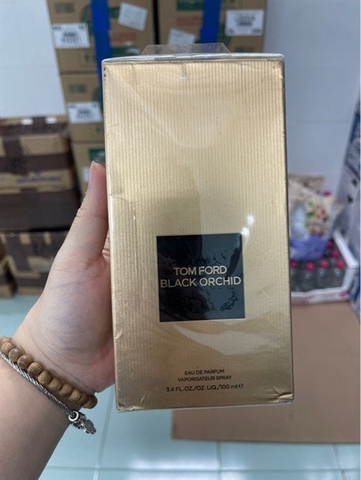 TOM FORD
BLACK ORCHID
EAU DE PARFUM
VAPORISATEUR SPRAY
3.4 FL.OZ./OZ. LIQ./100 ml ℮